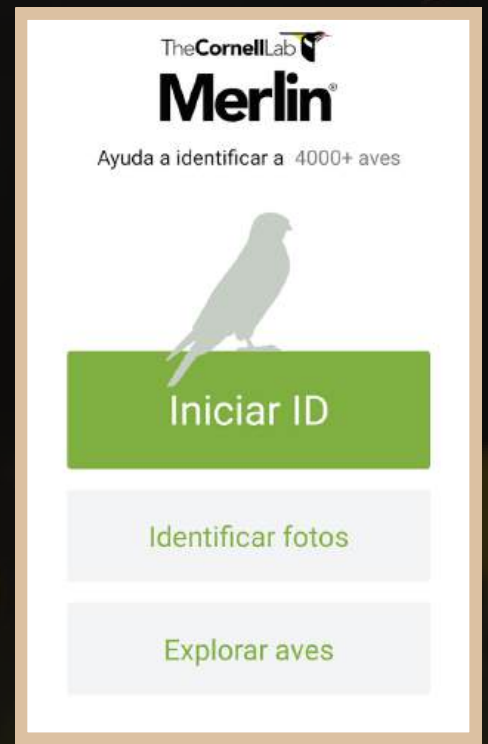 TheCornellLab
Merlin®
Ayuda a identificar a 4000+ aves
Iniciar ID
Identificar fotos
Explorar aves